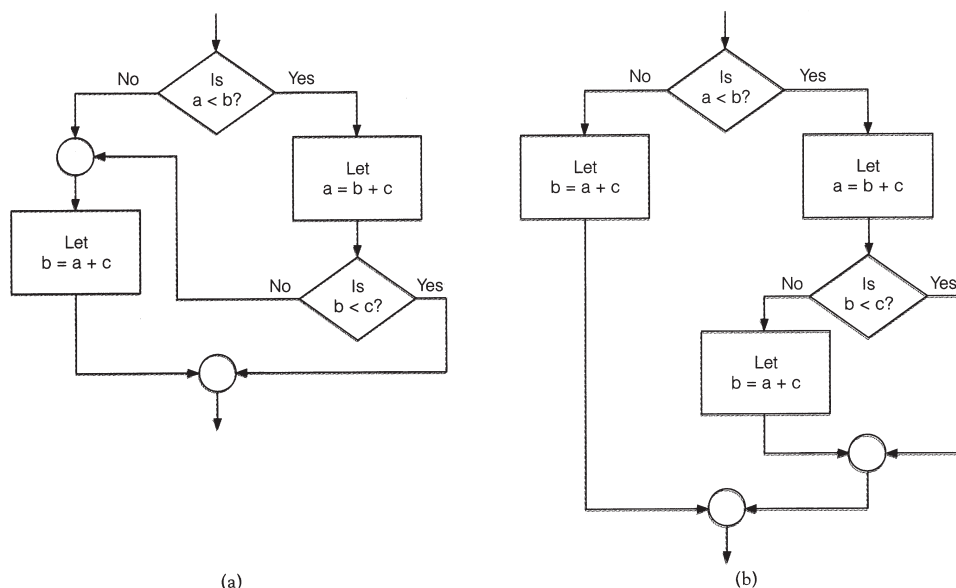 Is
a < b?
No
Yes
Let
a = b + c
Let
b = a + c
Is
b < c?
No
Yes
(a)
Is
a < b?
No
Yes
Let
b = a + c
Let
a = b + c
Is
b < c?
No
Yes
Let
b = a + c
(b)